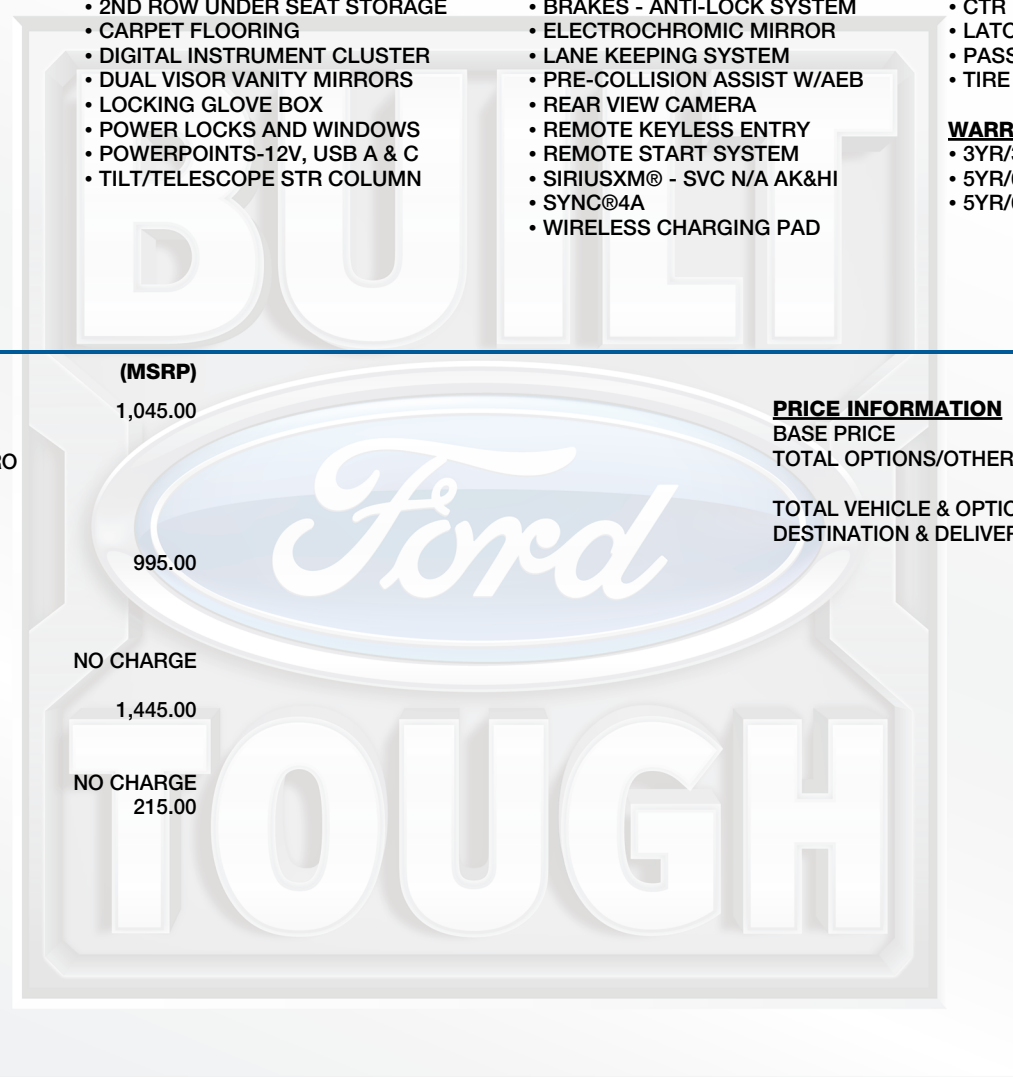 • 2ND ROW UNDER SEAT STORAGE
• CARPET FLOORING
• DIGITAL INSTRUMENT CLUSTER
• DUAL VISOR VANITY MIRRORS
• LOCKING GLOVE BOX
• POWER LOCKS AND WINDOWS
• POWERPOINTS-12V, USB A & C
• TILT/TELESCOPE STR COLUMN
• BRAKES - ANTI-LOCK SYSTEM
• ELECTROCHROMIC MIRROR
• LANE KEEPING SYSTEM
• PRE-COLLISION ASSIST W/AEB
• REAR VIEW CAMERA
• REMOTE KEYLESS ENTRY
• REMOTE START SYSTEM
• SIRIUSXM® - SVC N/A AK&HI
• SYNC®4A
• WIRELESS CHARGING PAD
• CTR
• LATC
• PASS
• TIRE
WARR
• 3YR/3
• 5YR/6
• 5YR/6
BUILT
Ford
TOUGH
(MSRP)
1,045.00
RO
995.00
NO CHARGE
1,445.00
NO CHARGE
215.00
PRICE INFORMATION
BASE PRICE
TOTAL OPTIONS/OTHER
TOTAL VEHICLE & OPTIO
DESTINATION & DELIVER